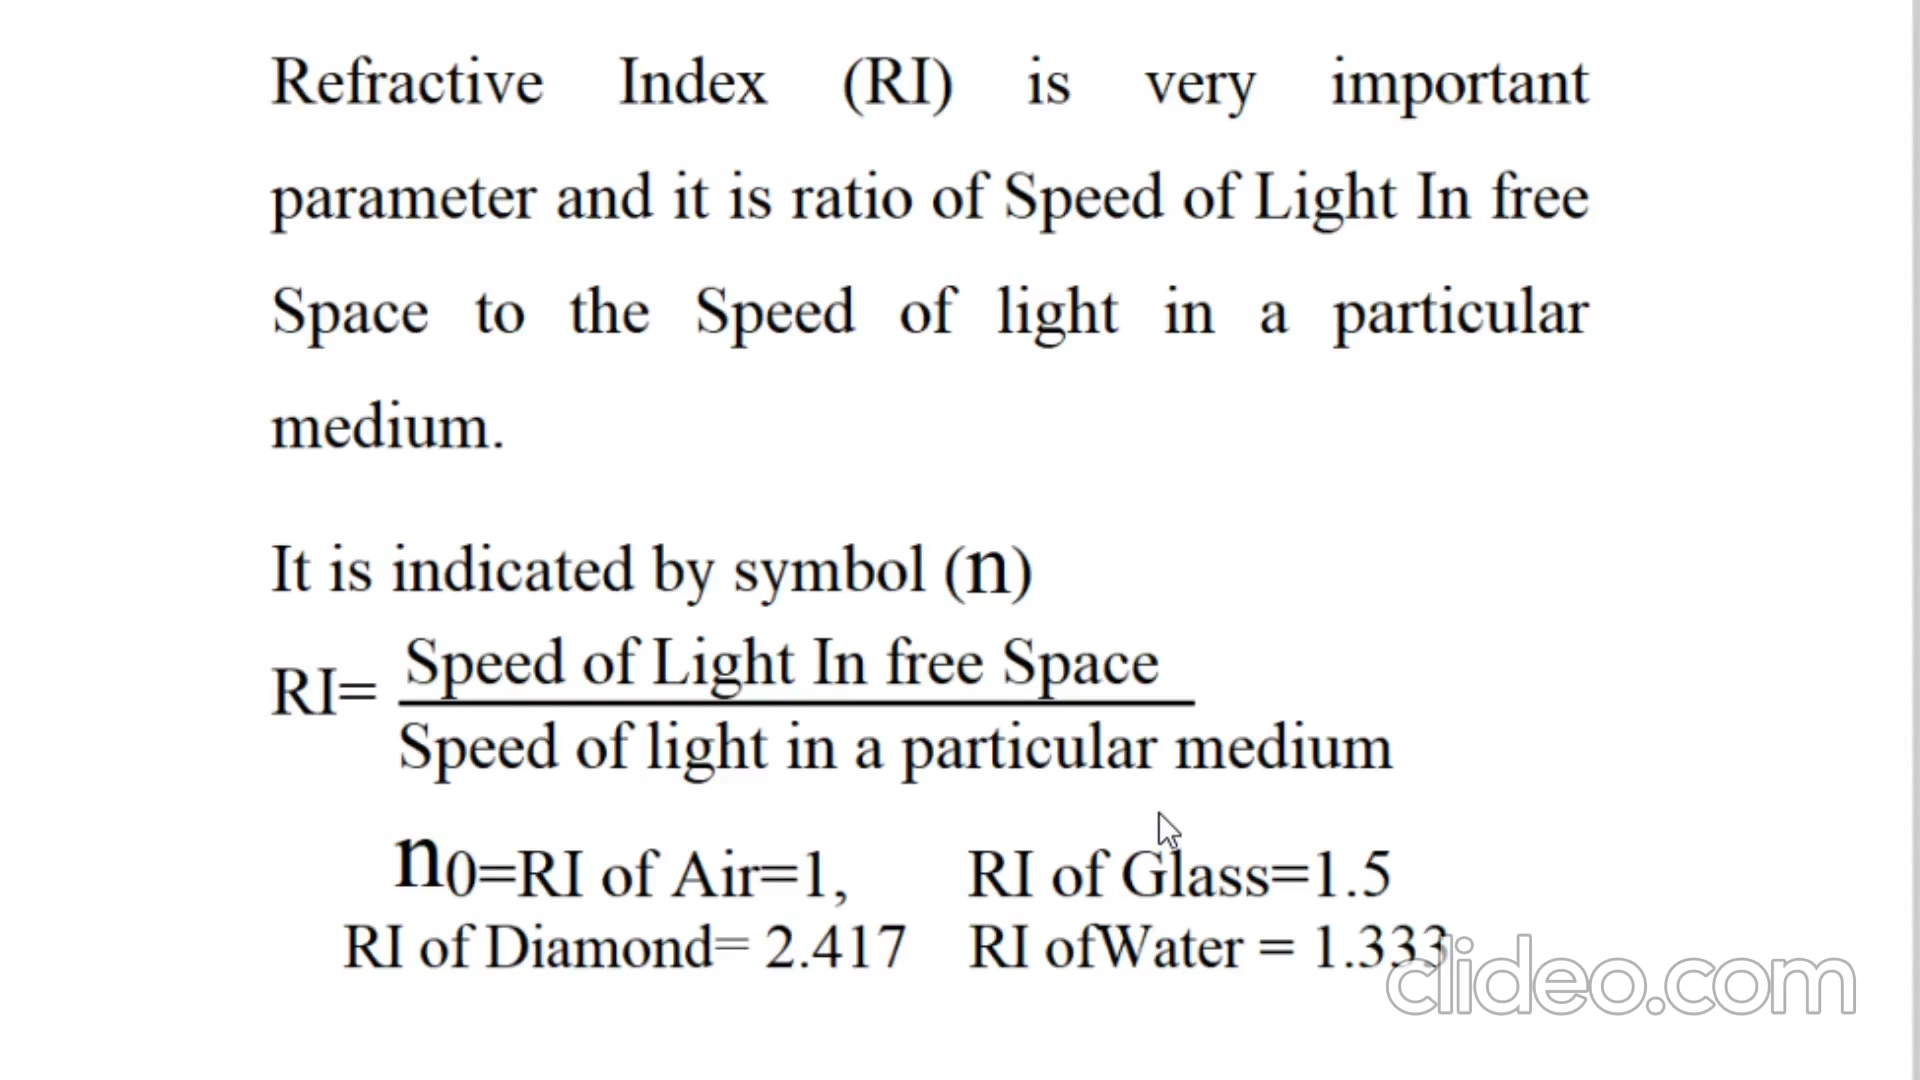 Refractive Index (RI) is very important
parameter and it is ratio of Speed of Light In free
Space to the Speed of light in a particular
medium.
It is indicated by symbol (n)
RI= Speed of Light In free Space
Speed of light in a particular medium
n0=RI of Air=1, RI of Glass=1.5
RI of Diamond= 2.417 RI ofWater = 1.333
clideo.com